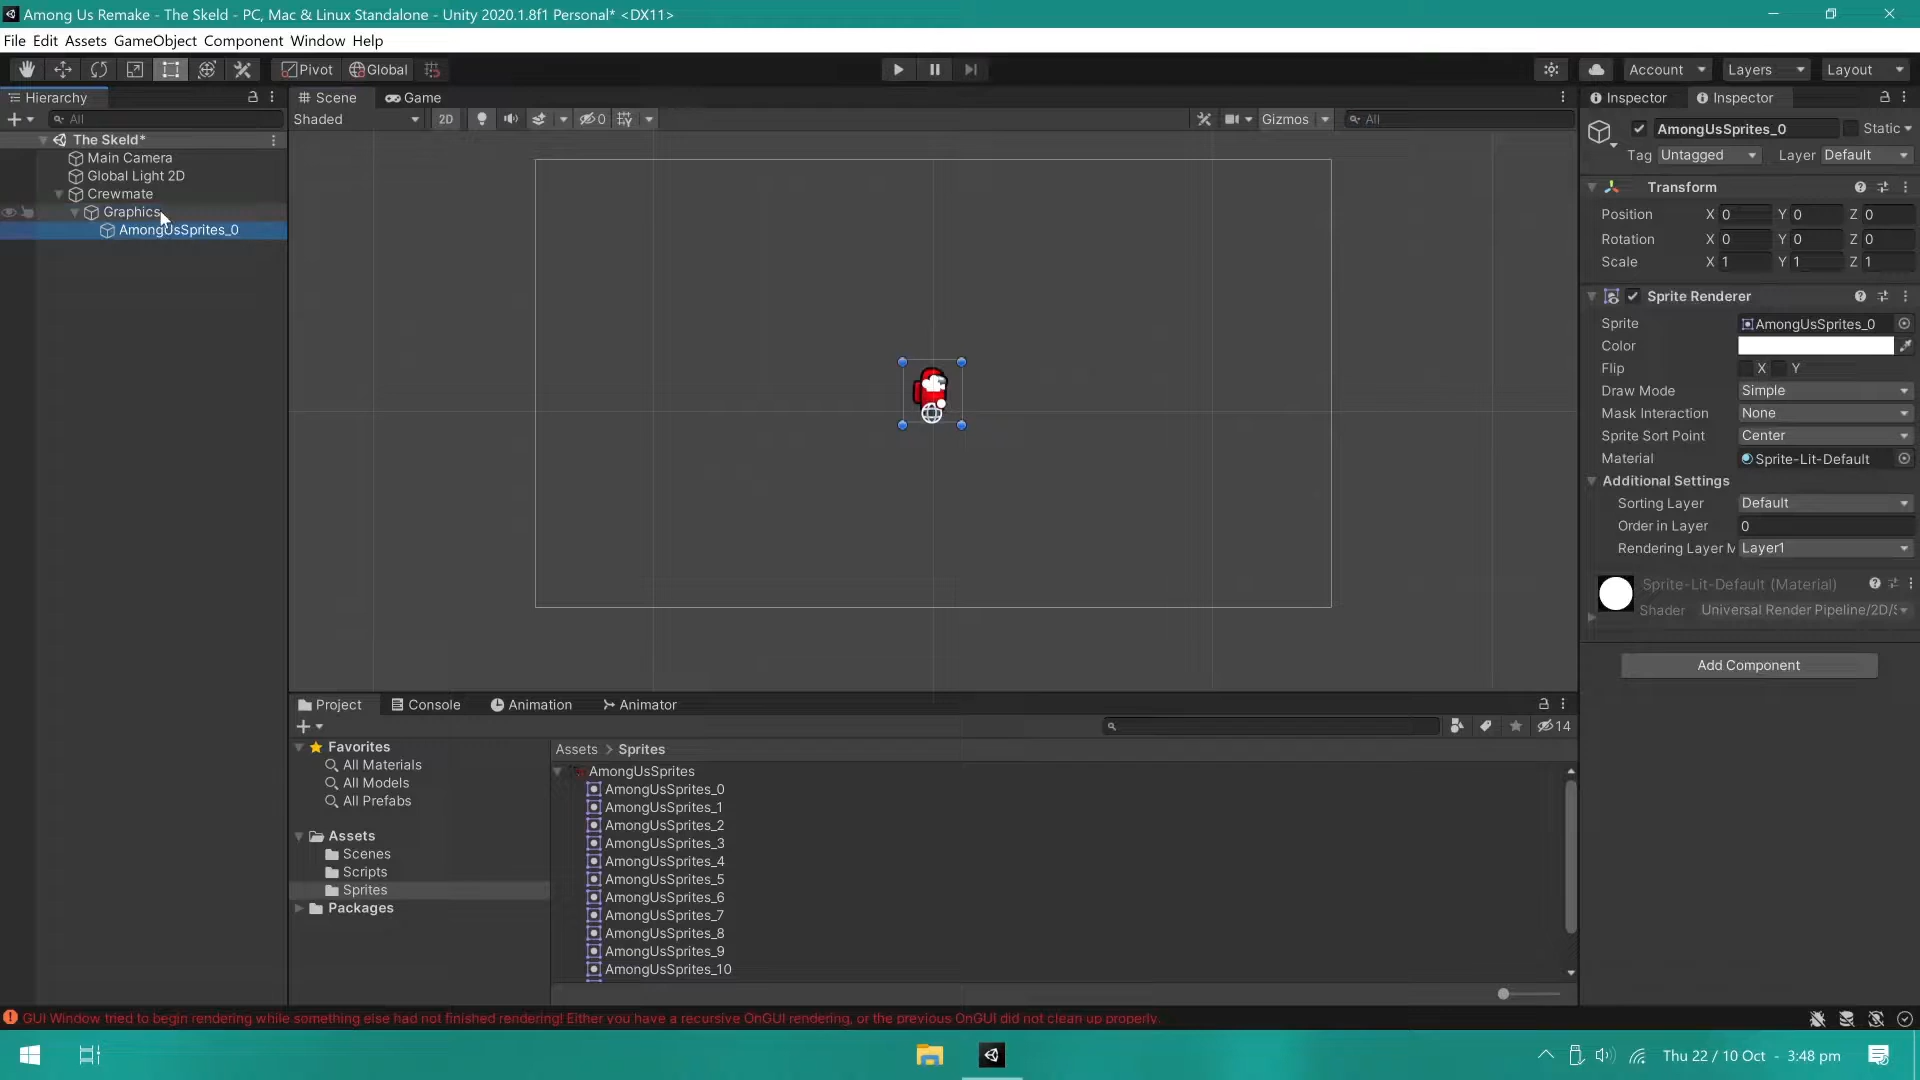 Among Us Remake - The Skeld - PC, Mac & Linux Standalone - Unity 2020.1.8f1 Personal* <DX11>
File Edit Assets GameObject Component Window Help
Pivot Global Account Layers Layout
Hierarchy
All
The Skeld*
Main Camera
Global Light 2D
Crewmate
Graphics
AmongUsSprites_0
Scene Game
Shaded 2D 0 Gizmos All
Inspector Inspector
AmongUsSprites_0 Static
Tag Untagged Layer Default
Transform
Position X 0 Y 0 Z 0
Rotation X 0 Y 0 Z 0
Scale X 1 Y 1 Z 1
Sprite Renderer
Sprite AmongUsSprites_0
Color
Flip X Y
Draw Mode Simple
Mask Interaction None
Sprite Sort Point Center
Material Sprite-Lit-Default
Additional Settings
Sorting Layer Default
Order in Layer 0
Rendering Layer M Layer1
Sprite-Lit-Default (Material)
Shader Universal Render Pipeline/2D/S
Add Component
Project Console Animation Animator
14
Favorites
All Materials
All Models
All Prefabs
Assets
Scenes
Scripts
Sprites
Packages
Assets > Sprites
AmongUsSprites
AmongUsSprites_0
AmongUsSprites_1
AmongUsSprites_2
AmongUsSprites_3
AmongUsSprites_4
AmongUsSprites_5
AmongUsSprites_6
AmongUsSprites_7
AmongUsSprites_8
AmongUsSprites_9
AmongUsSprites_10
GUI Window tried to begin rendering while something else had not finished rendering! Either you have a recursive OnGUI rendering, or the previous OnGUI did not clean up properly.
Thu 22 / 10 Oct - 3:48 pm